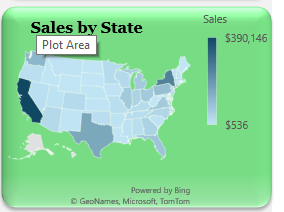 Sales by State
Plot Area
Sales
$390,146
$536
Powered by Bing
© GeoNames, Microsoft, TomTom